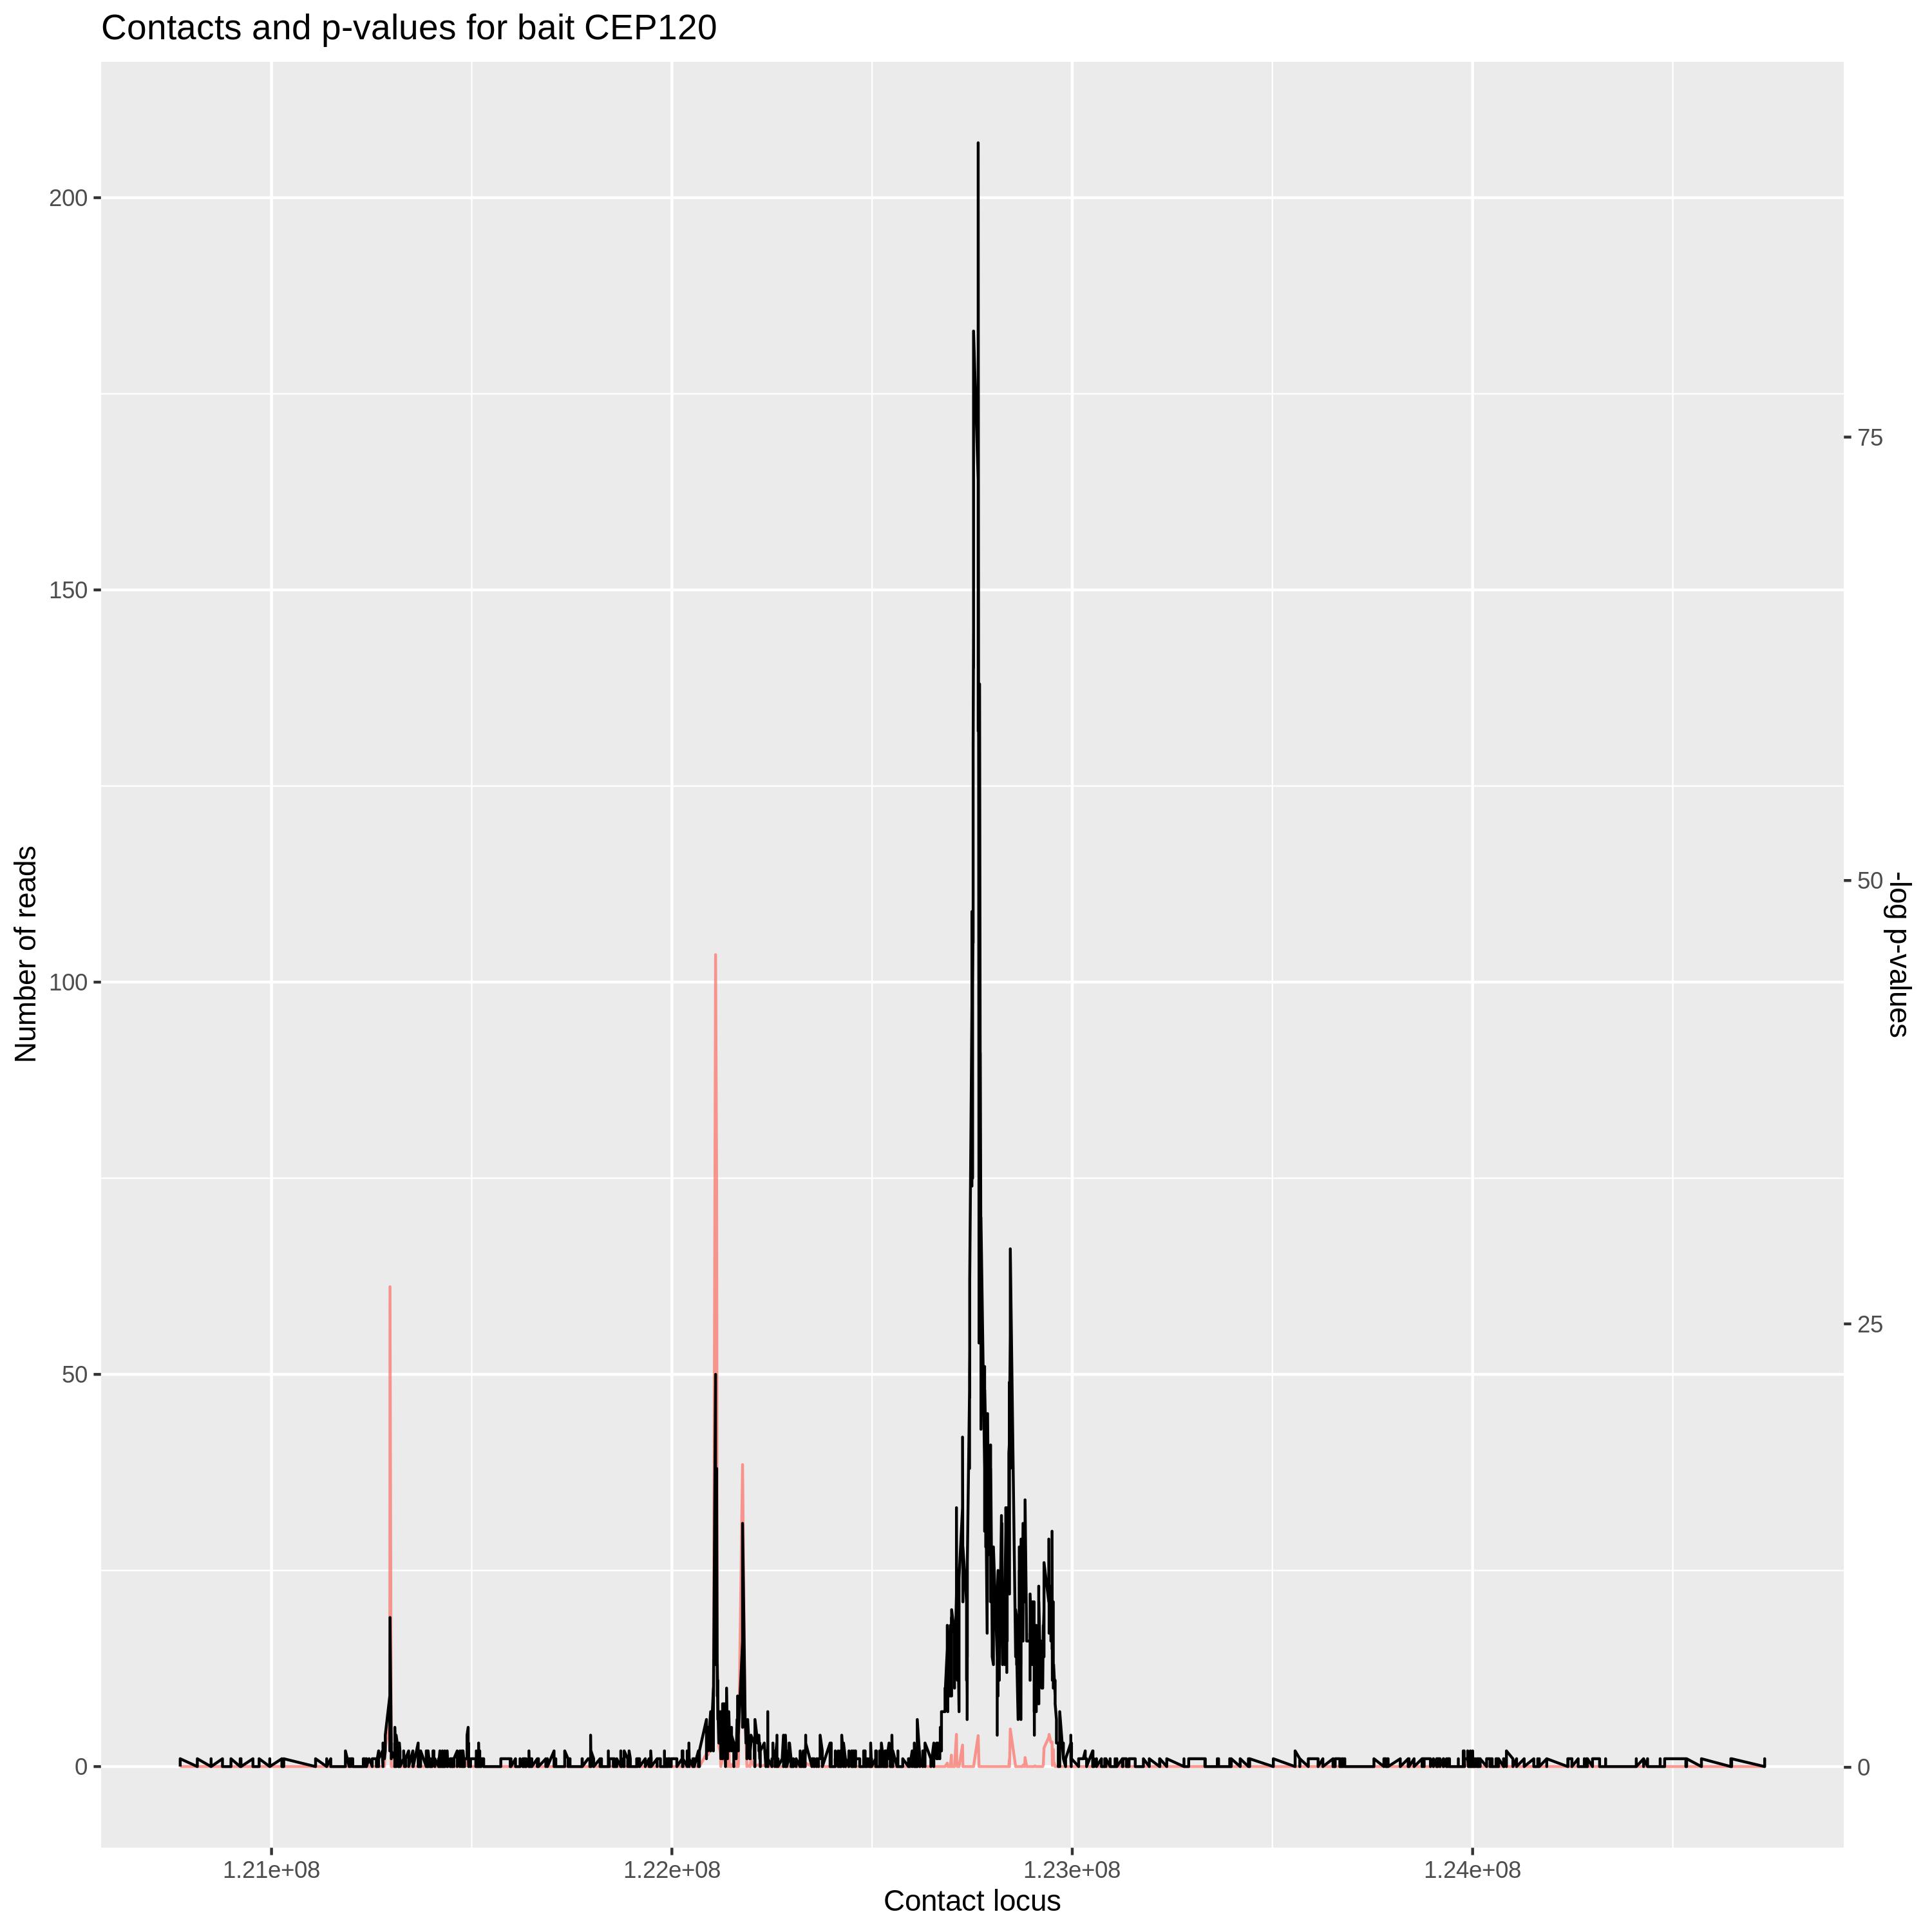 Contacts and p-values for bait CEP120
200
150
100
50
0
Number of reads
75
50
25
0
-log p-values
1.21e+08
1.22e+08
1.23e+08
1.24e+08
Contact locus